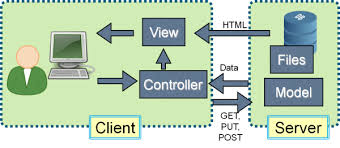 View
HTML
Files
Data
Controller
Model
GET,
PUT,
POST
Client
Server